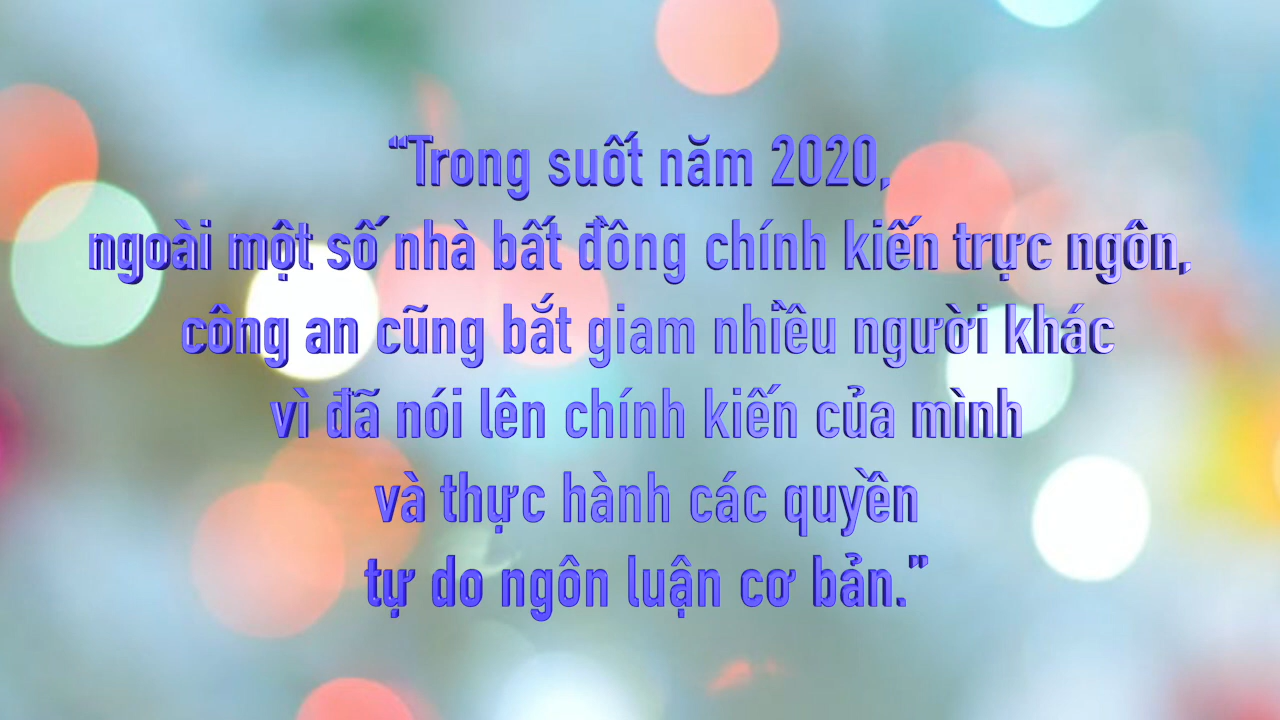 “Trong suốt năm 2020,
ngoài một số nhà bất đồng chính kiến trực ngôn,
công an cũng bắt giam nhiều người khác
vì đã nói lên chính kiến của mình
và thực hành các quyền
tự do ngôn luận cơ bản.”